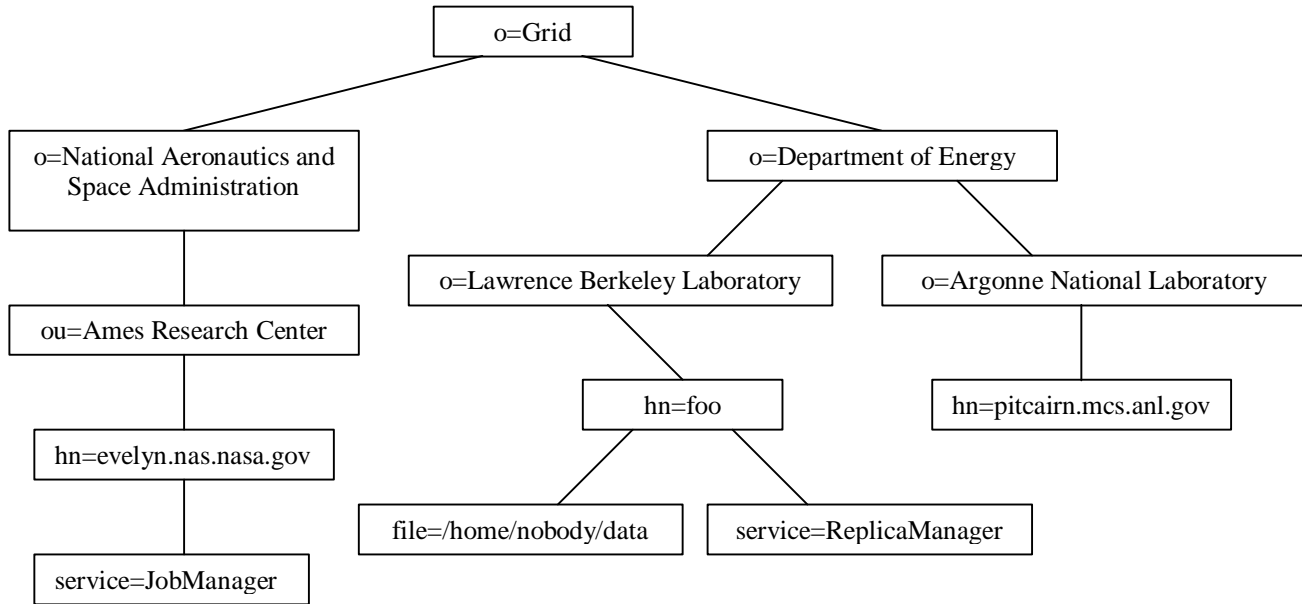 o=Grid
o=National Aeronautics and
Space Administration
o=Department of Energy
o=Lawrence Berkeley Laboratory
o=Argonne National Laboratory
ou=Ames Research Center
hn=foo
hn=pitcairn.mcs.anl.gov
hn=evelyn.nas.nasa.gov
file=/home/nobody/data
service=ReplicaManager
service=JobManager